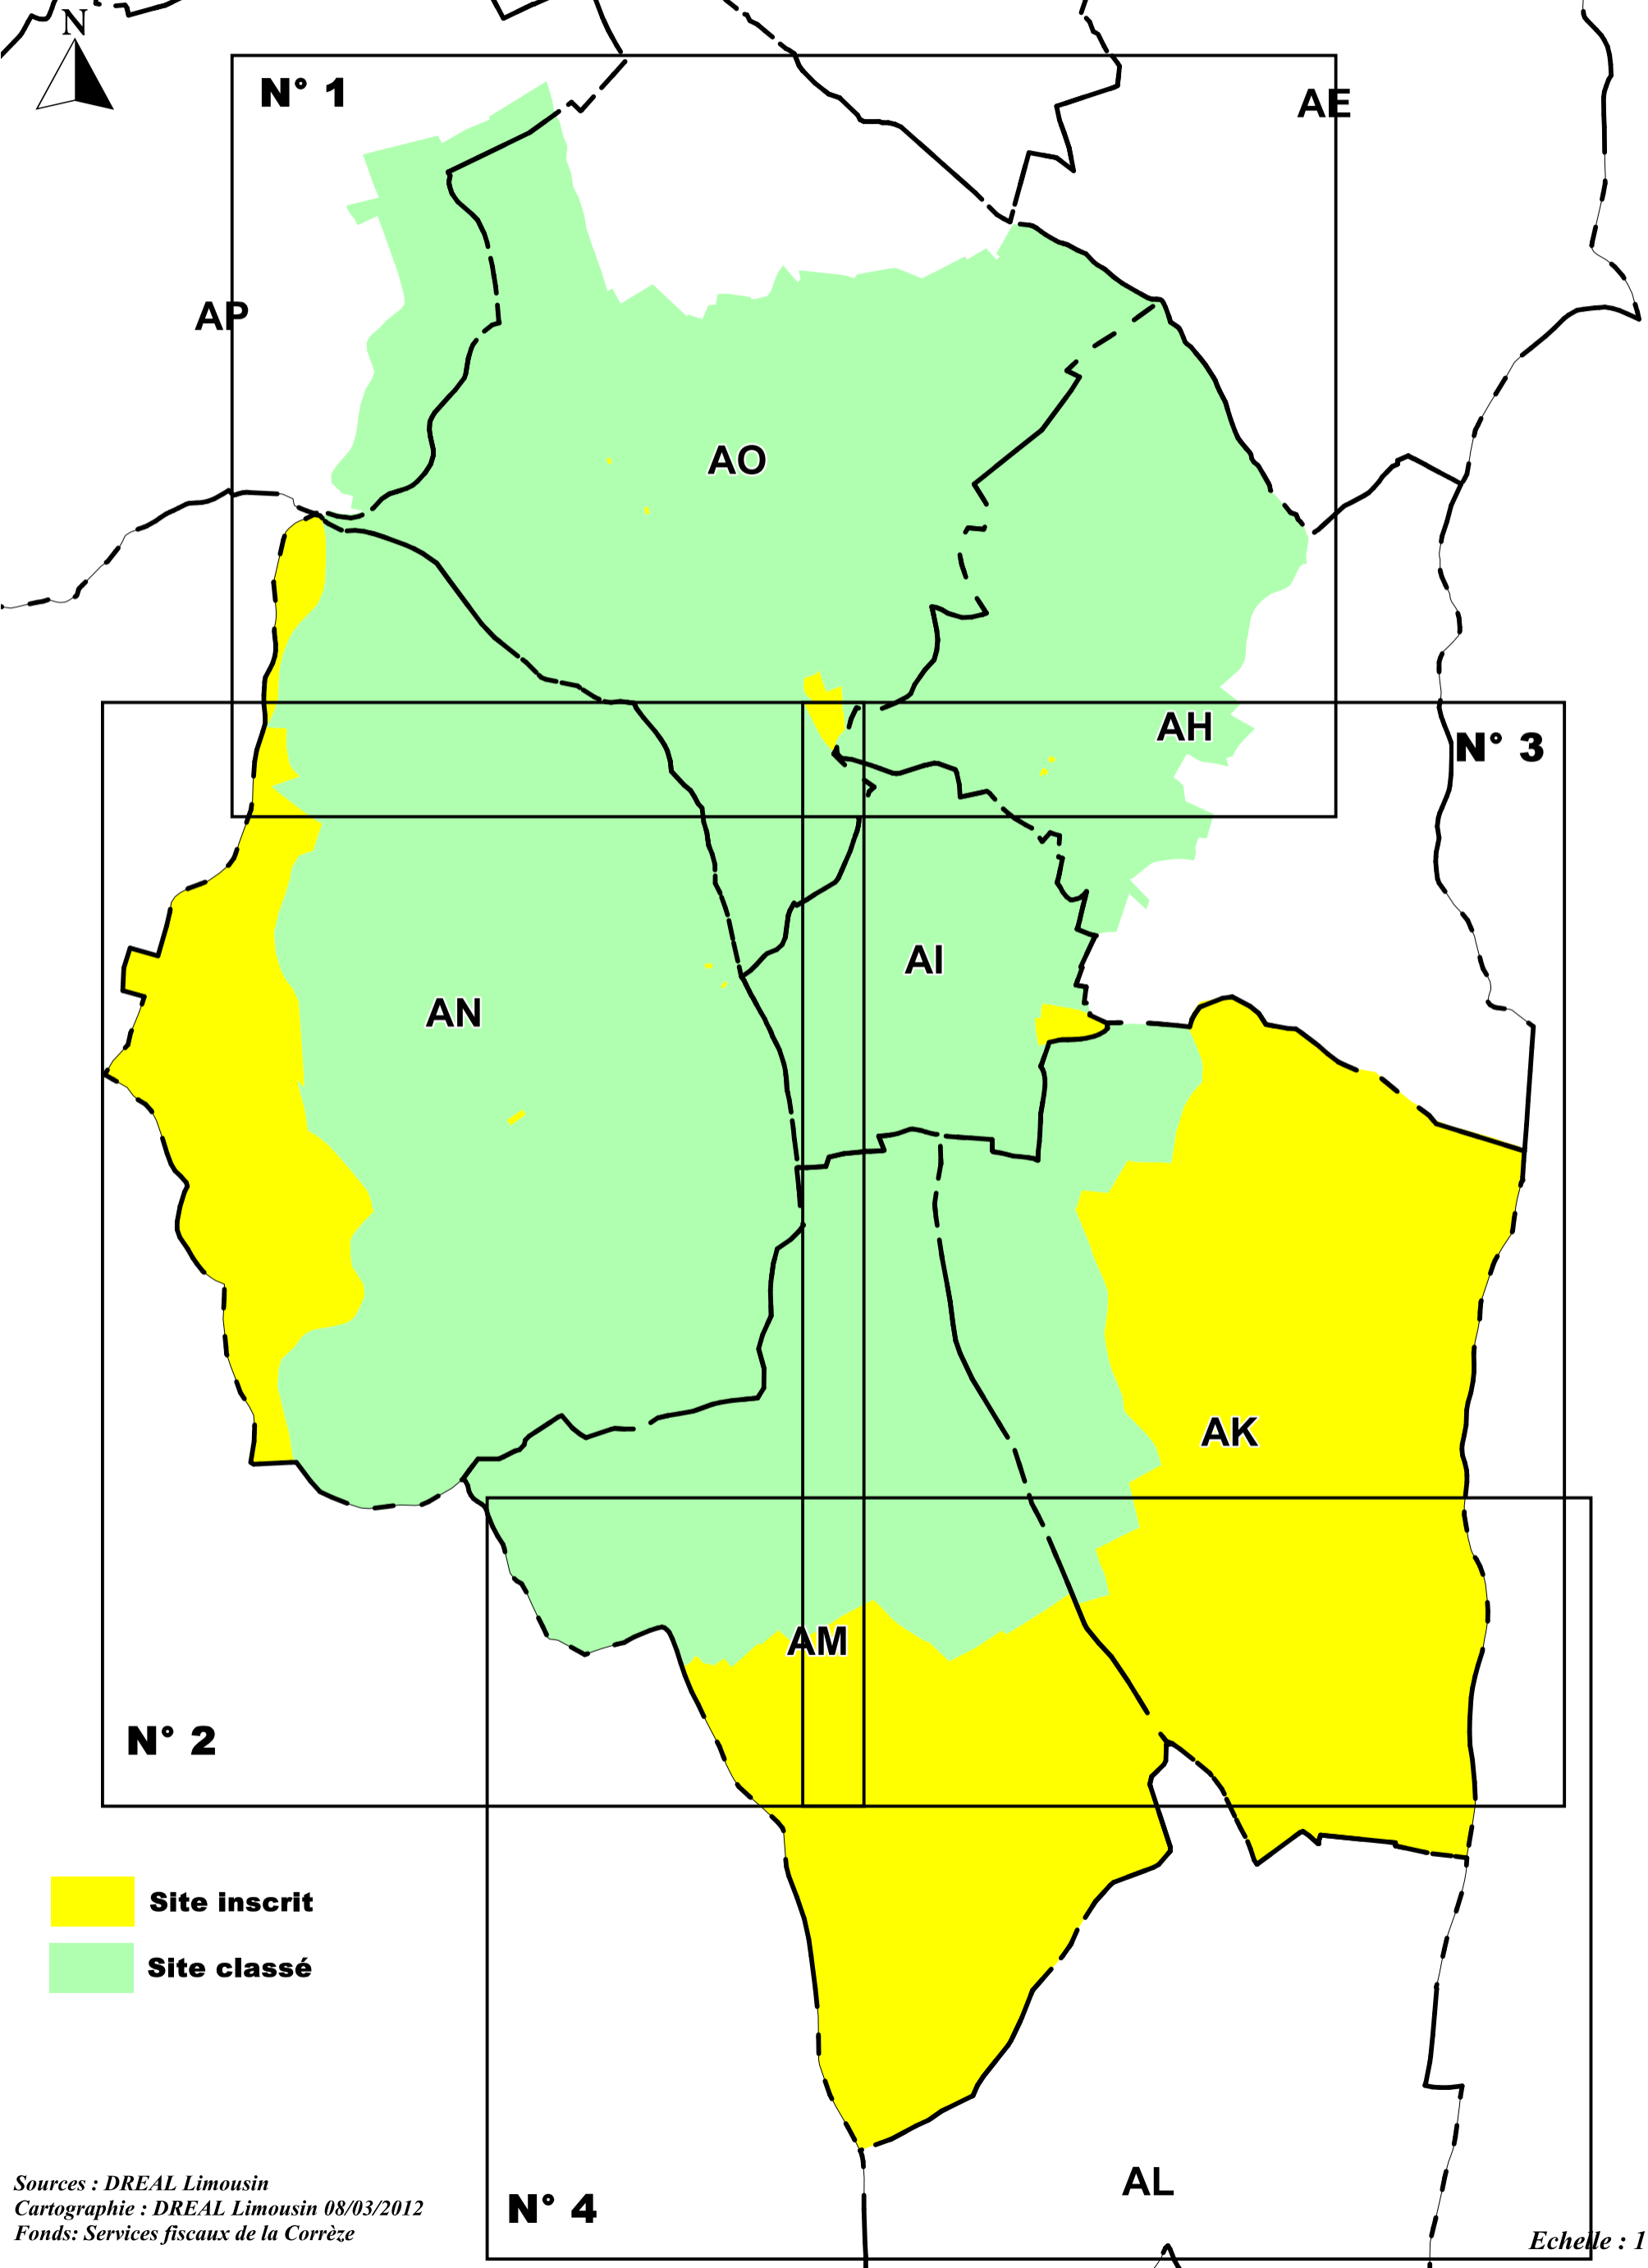 N
N° 1
AE
AP
AO
AH
N° 3
AI
AN
AK
AM
N° 2
Site inscrit
Site classé
AL
Sources : DREAL Limousin
Cartographie : DREAL Limousin 08/03/2012
Fonds: Services fiscaux de la Corrèze
N° 4
Echelle : 1